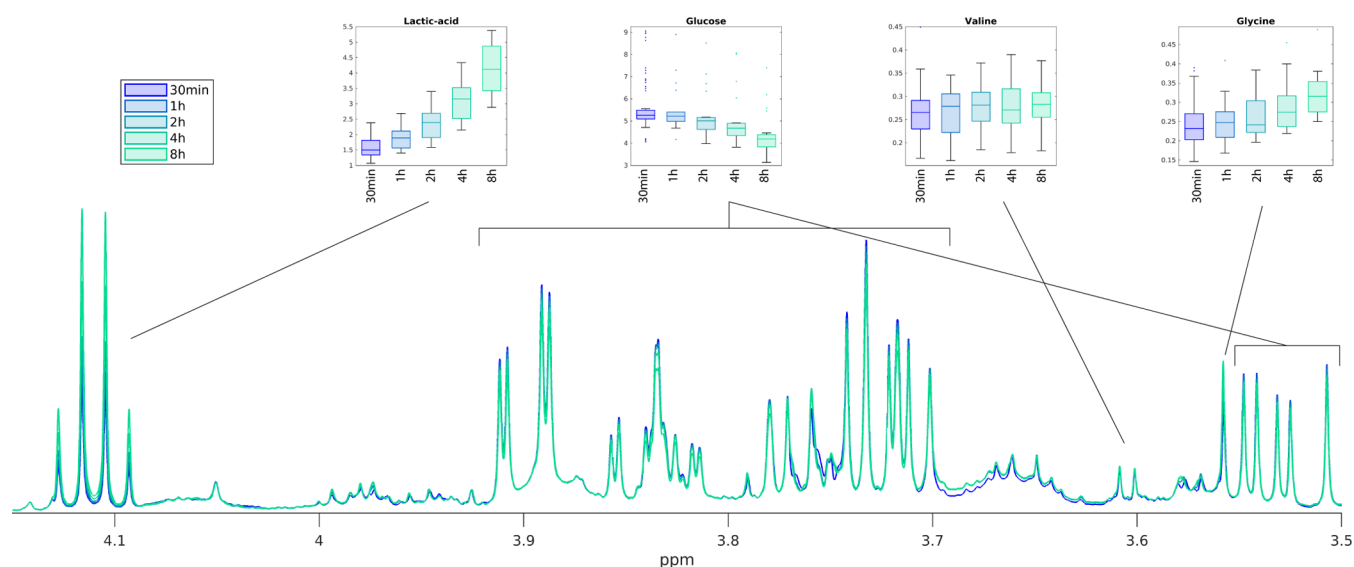 Lactic-acid
Glucose
Valine
Glycine
30min
1h
2h
4h
8h
5.5
5
4.5
4
3.5
3
2.5
2
1.5
1
30min
1h
2h
4h
8h
9
8
7
6
5
4
3
30min
1h
2h
4h
8h
0.45
0.4
0.35
0.3
0.25
0.2
30min
1h
2h
4h
8h
0.45
0.4
0.35
0.3
0.25
0.2
0.15
30min
1h
2h
4h
8h
4.1
4
3.9
3.8
3.7
3.6
3.5
ppm